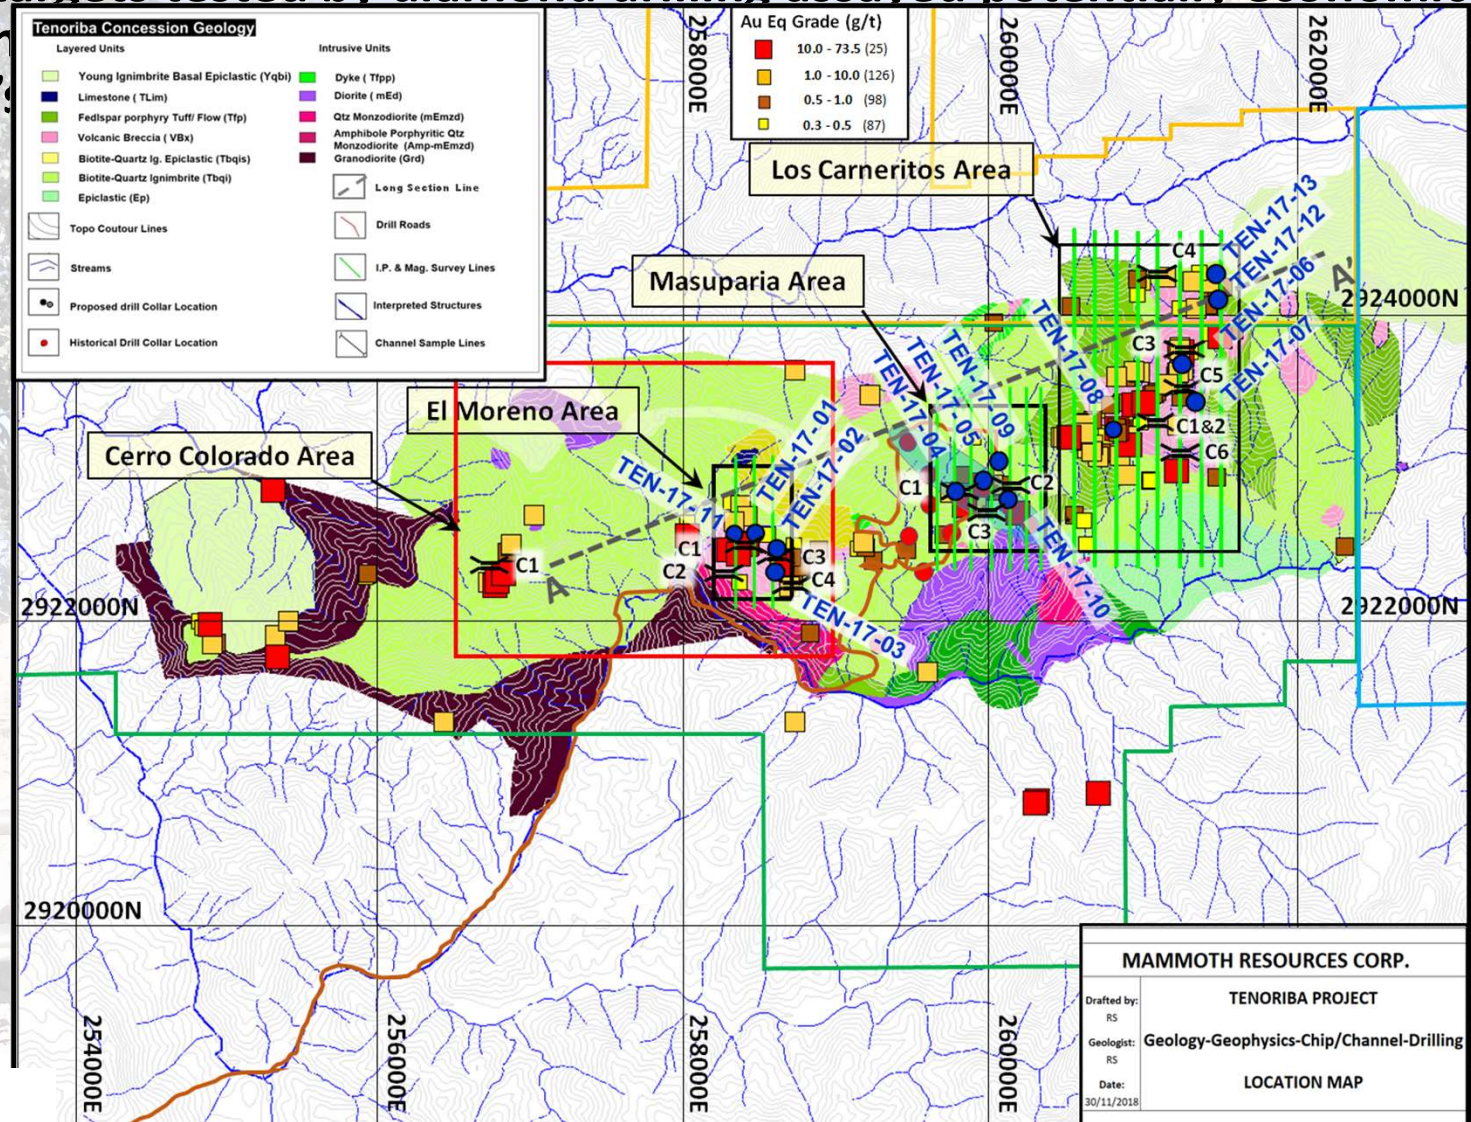 targets tested by diamond drilling assayed potentially economic
Tenoriba Concession Geology
Layered Units
Young Ignimbrite Basal Epiclastic (Yqbi)
Limestone ( TLim)
Fedlspar porphyry Tuff/ Flow (Tfp)
Volcanic Breccia ( VBx)
Biotite-Quartz Ig. Epiclastic (Tbqis)
Biotite-Quartz Ignimbrite (Tbqi)
Epiclastic (Ep)
Topo Coutour Lines
Streams
Proposed drill Collar Location
Historical Drill Collar Location
Intrusive Units
Dyke ( Tfpp)
Diorite ( mEd)
Qtz Monzodiorite (mEmzd)
Amphibole Porphyritic Qtz
Monzodiorite (Amp-mEmzd)
Granodiorite (Grd)
Long Section Line
Drill Roads
I.P. & Mag. Survey Lines
Interpreted Structures
Channel Sample Lines
258000E
Au Eq Grade (g/t)
10.0 - 73.5 (25)
1.0 - 10.0 (126)
0.5 - 1.0 (98)
0.3 - 0.5 (87)
260000E
262000E
Los Carneritos Area
Masuparia Area
El Moreno Area
Cerro Colorado Area
C4
TEN-17-13
TEN-17-12
TEN-17-06
TEN-17-07
A'
2924000N
C3
C5
C1&2
C6
TEN-17-08
TEN-17-09
TEN-17-05
TEN-17-04
C1
C2
C3
TEN-17-10
TEN-17-01
TEN-17-02
TEN-17-11
C1
C2
C3
C4
TEN-17-03
C1
A
2922000N
2922000N
2920000N
254000E
256000E
258000E
260000E
MAMMOTH RESOURCES CORP.
Drafted by:
RS
TENORIBA PROJECT
Geologist:
RS
Geology-Geophysics-Chip/Channel-Drilling
Date:
30/11/2018
LOCATION MAP